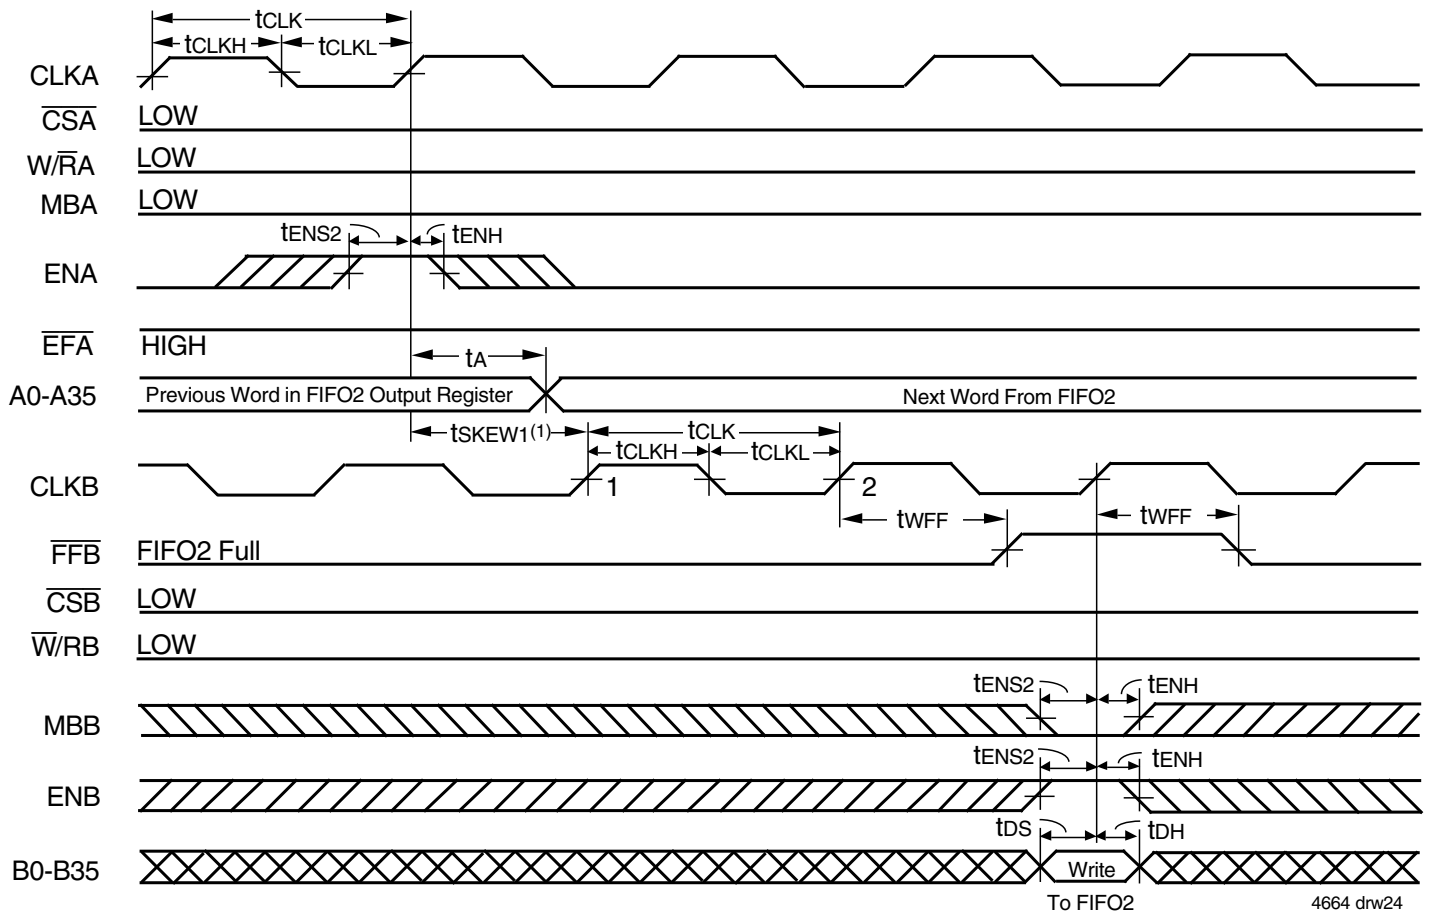 tCLK
tCLKH tCLKL
CLKA
CSA LOW
W/RA LOW
MBA LOW
tENS2 tENH
ENA
EFA HIGH
tA
A0-A35 Previous Word in FIFO2 Output Register Next Word From FIFO2
tSKEW1(1) tCLK
tCLKH tCLKL
CLKB 1 2
tWFF tWFF
FFB FIFO2 Full
CSB LOW
W/RB LOW
tENS2 tENH
MBB
tENS2 tENH
ENB
tDS tDH
B0-B35 Write
To FIFO2 4664 drw24